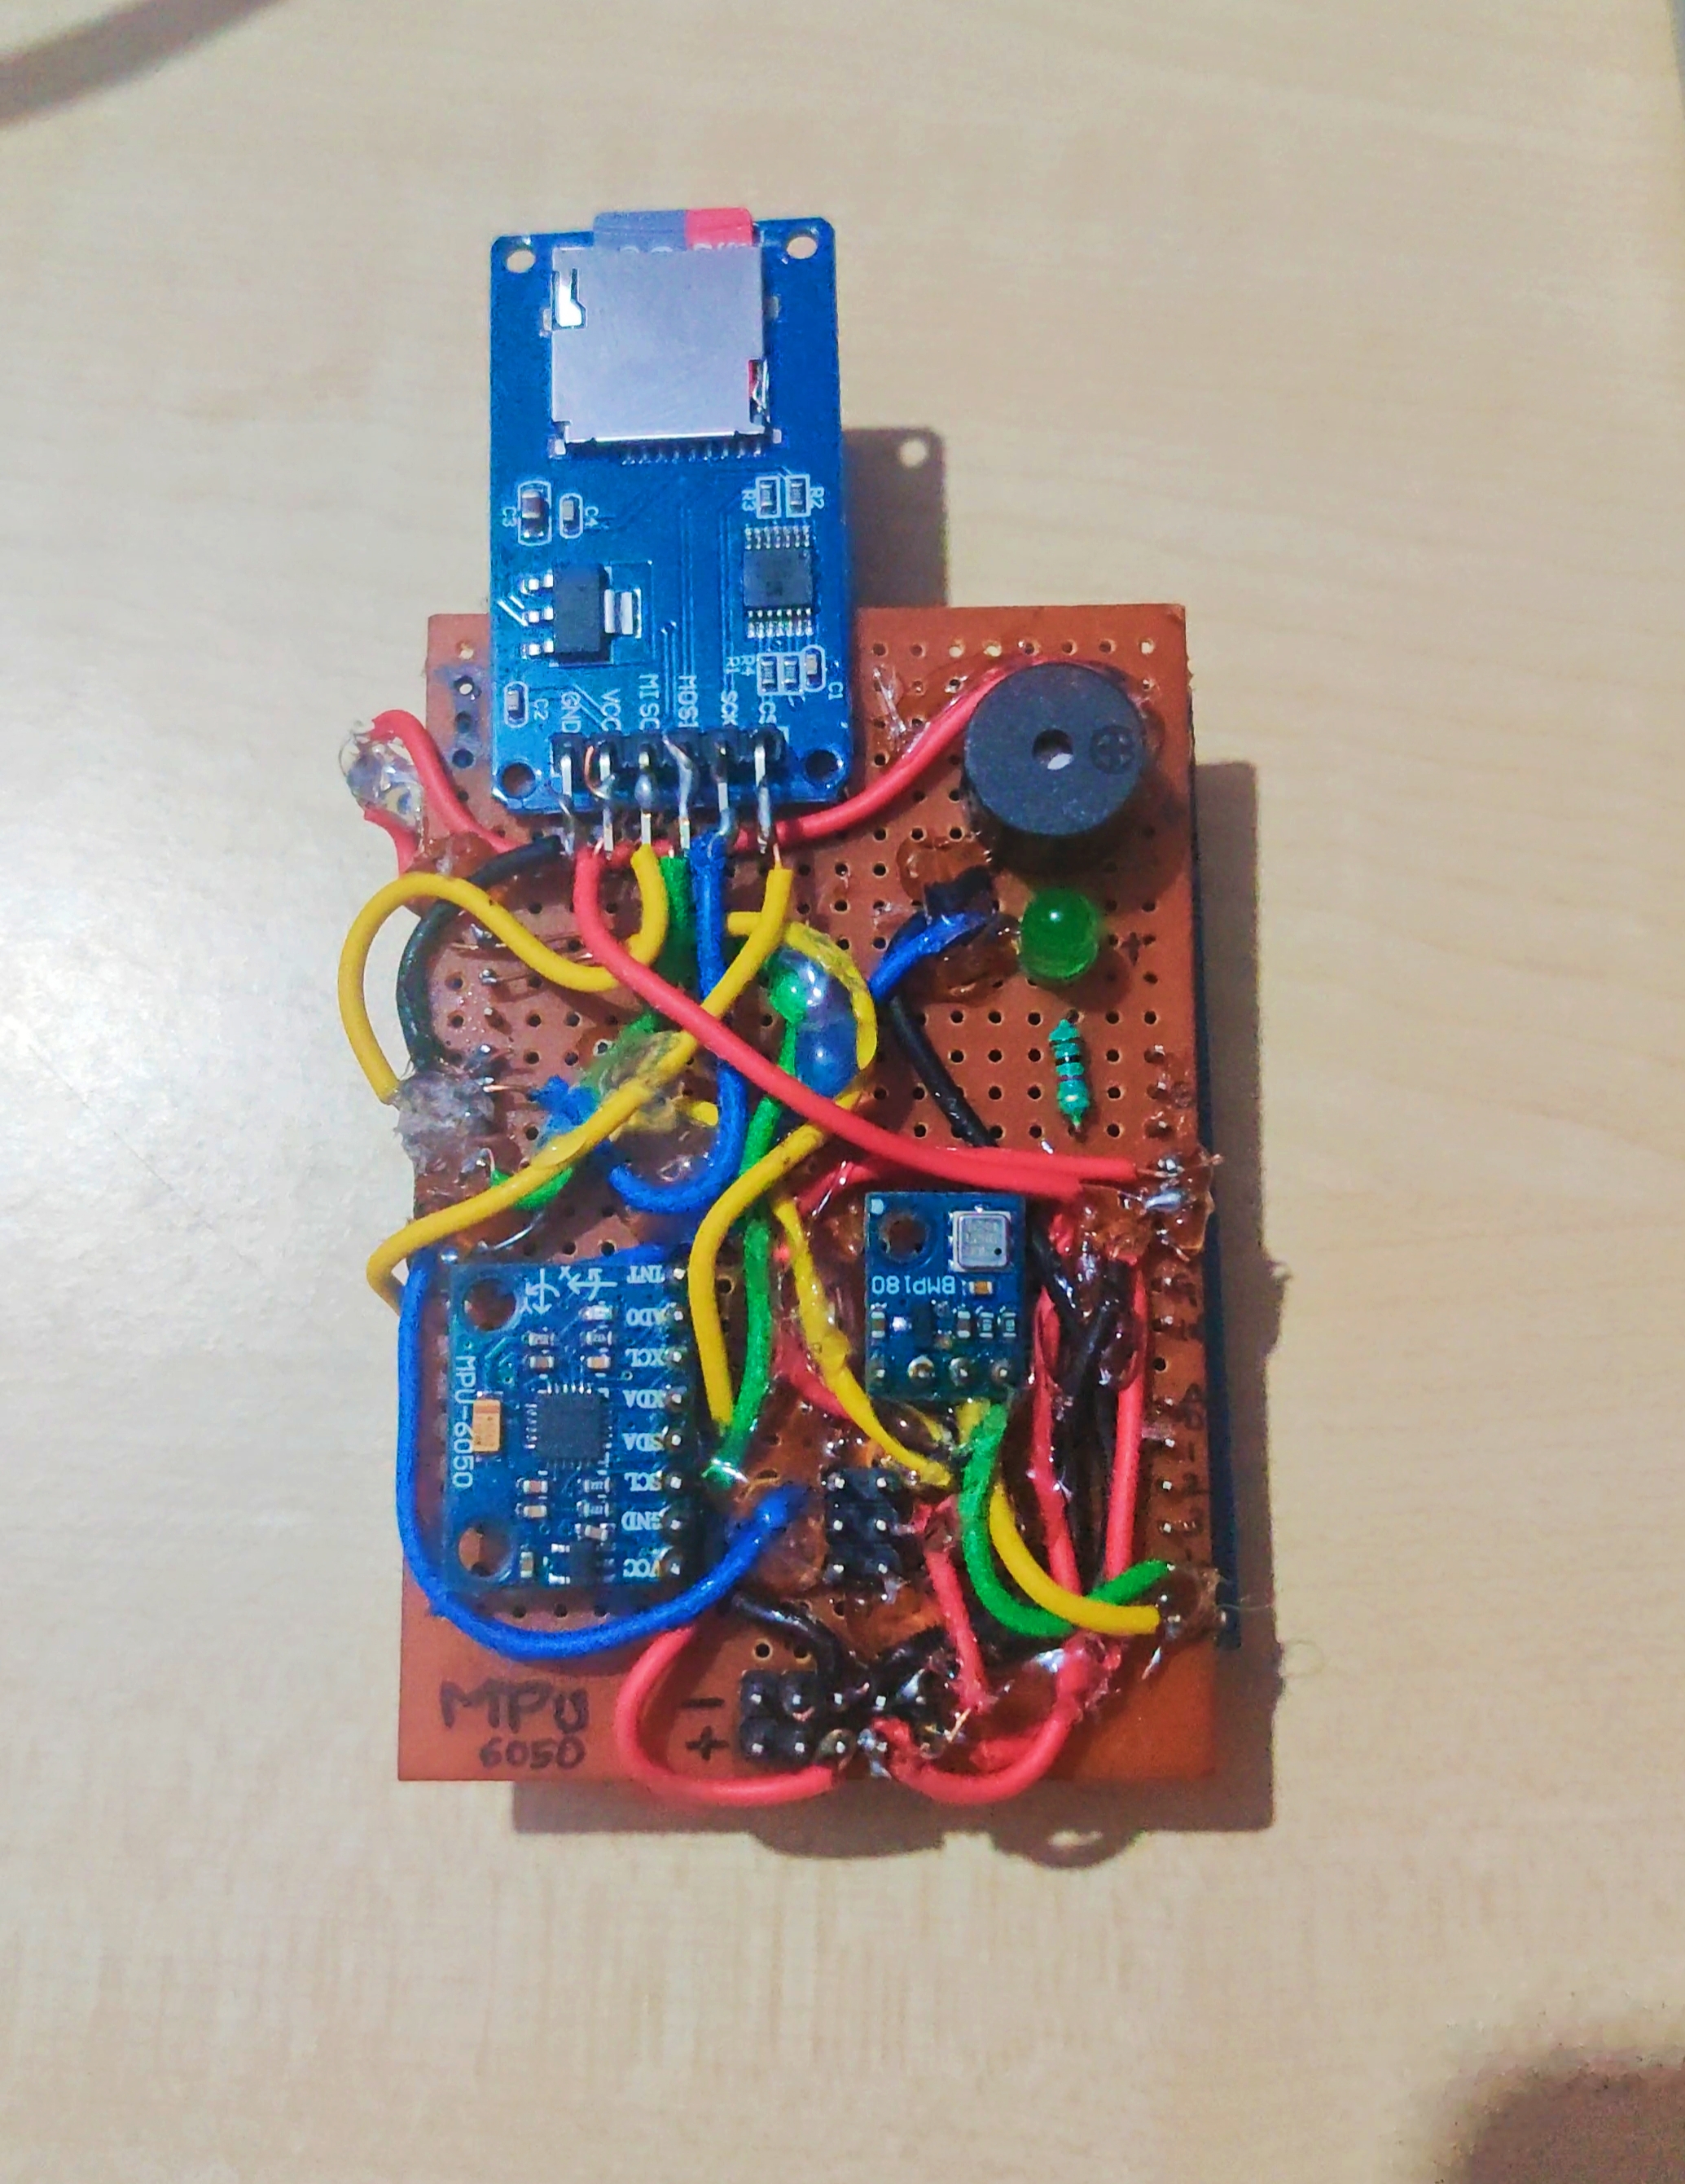 C3
C4
R3
R2
R1
R4
C1
C2
GND
VCC
MISO
MOSI
SCK
CS
X
INT
AD0
XCL
XDA
SDA
SCL
GND
VCC
MPU-6050
BMP180
+
MPU
6050
-
+